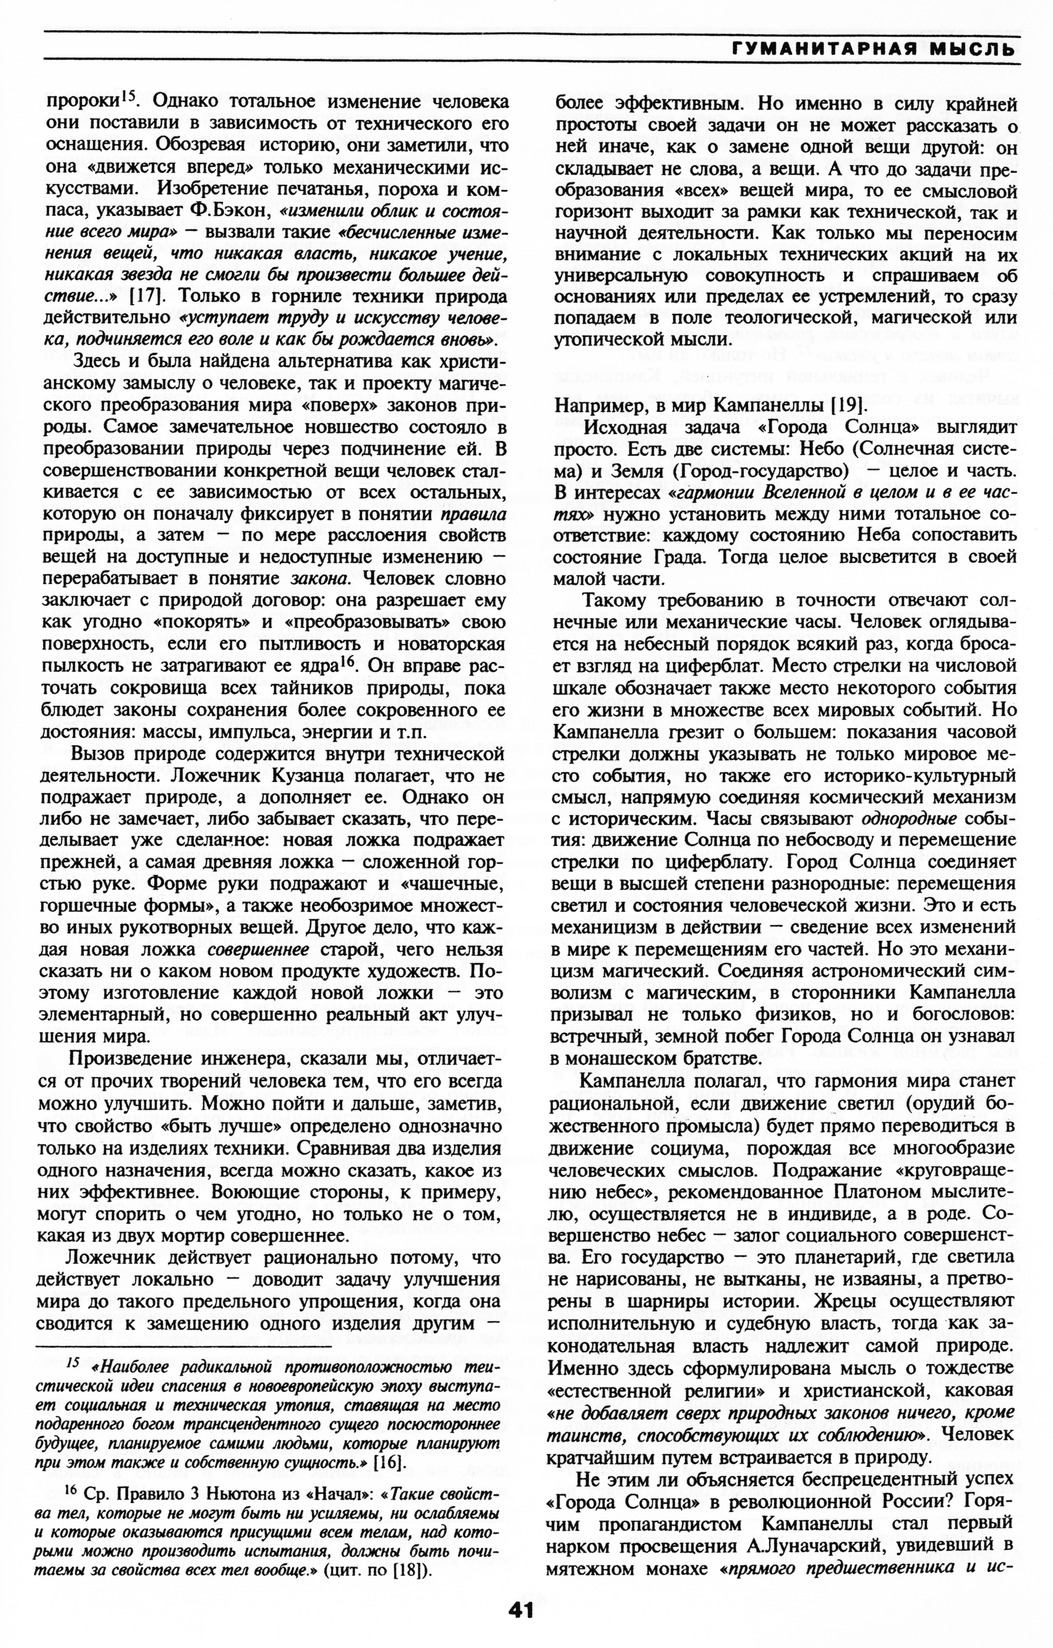 ГУМАНИТАРНАЯ МЫСЛЬ
пророки15. Однако тотальное изменение человека
они поставили в зависимость от технического его
оснащения. Обозревая историю, они заметили, что
она «движется вперед» только механическими ис-
кусствами. Изобретение печатанья, пороха и ком-
паса, указывает Ф.Бэкон, «изменили облик и состоя-
ние всего мира» — вызвали такие «бесчисленные изме-
нения вещей, что никакая власть, никакое учение,
никакая звезда не смогли бы произвести большее дей-
ствие...» [17]. Только в горниле техники природа
действительно «уступает труду и искусству челове-
ка, подчиняется его воле и как бы рождается вновь».
Здесь и была найдена альтернатива как христи-
анскому замыслу о человеке, так и проекту магиче-
ского преобразования мира «поверх» законов при-
роды. Самое замечательное новшество состояло в
преобразовании природы через подчинение ей. В
совершенствовании конкретной вещи человек стал-
кивается с ее зависимостью от всех остальных,
которую он поначалу фиксирует в понятии правила
природы, а затем — по мере расслоения свойств
вещей на доступные и недоступные изменению —
перерабатывает в понятие закона. Человек словно
заключает с природой договор: она разрешает ему
как угодно «покорять» и «преобразовывать» свою
поверхность, если его пытливость и новаторская
пылкость не затрагивают ее ядра16. Он вправе рас-
точать сокровища всех тайников природы, пока
блюдет законы сохранения более сокровенного ее
достояния: массы, импульса, энергии и т.п.
Вызов природе содержится внутри технической
деятельности. Ложечник Кузанца полагает, что не
подражает природе, а дополняет ее. Однако он
либо не замечает, либо забывает сказать, что пере-
делывает уже сделанное: новая ложка подражает
прежней, а самая древняя ложка — сложенной гор-
стью руке. Форме руки подражают и «чашечные,
горшечные формы», а также необозримое множест-
во иных рукотворных вещей. Другое дело, что каж-
дая новая ложка совершеннее старой, чего нельзя
сказать ни о каком новом продукте художеств. По-
этому изготовление каждой новой ложки — это
элементарный, но совершенно реальный акт улуч-
шения мира.
Произведение инженера, сказали мы, отличает-
ся от прочих творений человека тем, что его всегда
можно улучшить. Можно пойти и дальше, заметив,
что свойство «быть лучше» определено однозначно
только на изделиях техники. Сравнивая два изделия
одного назначения, всегда можно сказать, какое из
них эффективнее. Воюющие стороны, к примеру,
могут спорить о чем угодно, но только не о том,
какая из двух мортир совершеннее.
Ложечник действует рационально потому, что
действует локально — доводит задачу улучшения
мира до такого предельного упрощения, когда она
сводится к замещению одного изделия другим —
15 «Наиболее радикальной противоположностью теи-
стической идеи спасения в новоевропейскую эпоху выступа-
ет социальная и техническая утопия, ставящая на место
подаренного богом трансцендентного сущего посюстороннее
будущее, планируемое самими людьми, которые планируют
при этом также и собственную сущность.» [16].
16 Ср. Правило 3 Ньютона из «Начал»: «Такие свойст-
ва тел, которые не могут быть ни усиляемы, ни ослабляемы
и которые оказываются присущими всем телам, над кото-
рыми можно производить испытания, должны быть почи-
таемы за свойства всех тел вообще.» (цит. по [18]).
более эффективным. Но именно в силу крайней
простоты своей задачи он не может рассказать о
ней иначе, как о замене одной вещи другой: он
складывает не слова, а вещи. А что до задачи пре-
образования «всех» вещей мира, то ее смысловой
горизонт выходит за рамки как технической, так и
научной деятельности. Как только мы переносим
внимание с локальных технических акций на их
универсальную совокупность и спрашиваем об
основаниях или пределах ее устремлений, то сразу
попадаем в поле теологической, магической или
утопической мысли.
Например, в мир Кампанеллы [19].
Исходная задача «Города Солнца» выглядит
просто. Есть две системы: Небо (Солнечная систе-
ма) и Земля (Город-государство) — целое и часть.
В интересах «гармонии Вселенной в целом и в ее час-
тях» нужно установить между ними тотальное со-
ответствие: каждому состоянию Неба сопоставить
состояние Града. Тогда целое высветится в своей
малой части.
Такому требованию в точности отвечают сол-
нечные или механические часы. Человек оглядыва-
ется на небесный порядок всякий раз, когда броса-
ет взгляд на циферблат. Место стрелки на числовой
шкале обозначает также место некоторого события
его жизни в множестве всех мировых событий. Но
Кампанелла грезит о большем: показания часовой
стрелки должны указывать не только мировое ме-
сто события, но также его историко-культурный
смысл, напрямую соединяя космический механизм
с историческим. Часы связывают однородные собы-
тия: движение Солнца по небосводу и перемещение
стрелки по циферблату. Город Солнца соединяет
вещи в высшей степени разнородные: перемещения
светил и состояния человеческой жизни. Это и есть
механицизм в действии — сведение всех изменений
в мире к перемещениям его частей. Но это механи-
цизм магический. Соединяя астрономический сим-
волизм с магическим, в сторонники Кампанелла
призывал не только физиков, но и богословов:
встречный, земной побег Города Солнца он узнавал
в монашеском братстве.
Кампанелла полагал, что гармония мира станет
рациональной, если движение светил (орудий бо-
жественного промысла) будет прямо переводиться в
движение социума, порождая все многообразие
человеческих смыслов. Подражание «круговраще-
нию небес», рекомендованное Платоном мыслите-
лю, осуществляется не в индивиде, а в роде. Со-
вершенство небес — залог социального совершенст-
ва. Его государство — это планетарий, где светила
не нарисованы, не вытканы, не изваяны, а претво-
рены в шарниры истории. Жрецы осуществляют
исполнительную и судебную власть, тогда как за-
конодательная власть надлежит самой природе.
Именно здесь сформулирована мысль о тождестве
«естественной религии» и христианской, каковая
«не добавляет сверх природных законов ничего, кроме
таинств, способствующих их соблюдению». Человек
кратчайшим путем встраивается в природу.
Не этим ли объясняется беспрецедентный успех
«Города Солнца» в революционной России? Горя-
чим пропагандистом Кампанеллы стал первый
нарком просвещения А.Луначарский, увидевший в
мятежном монахе «прямого предшественника и ис-
41